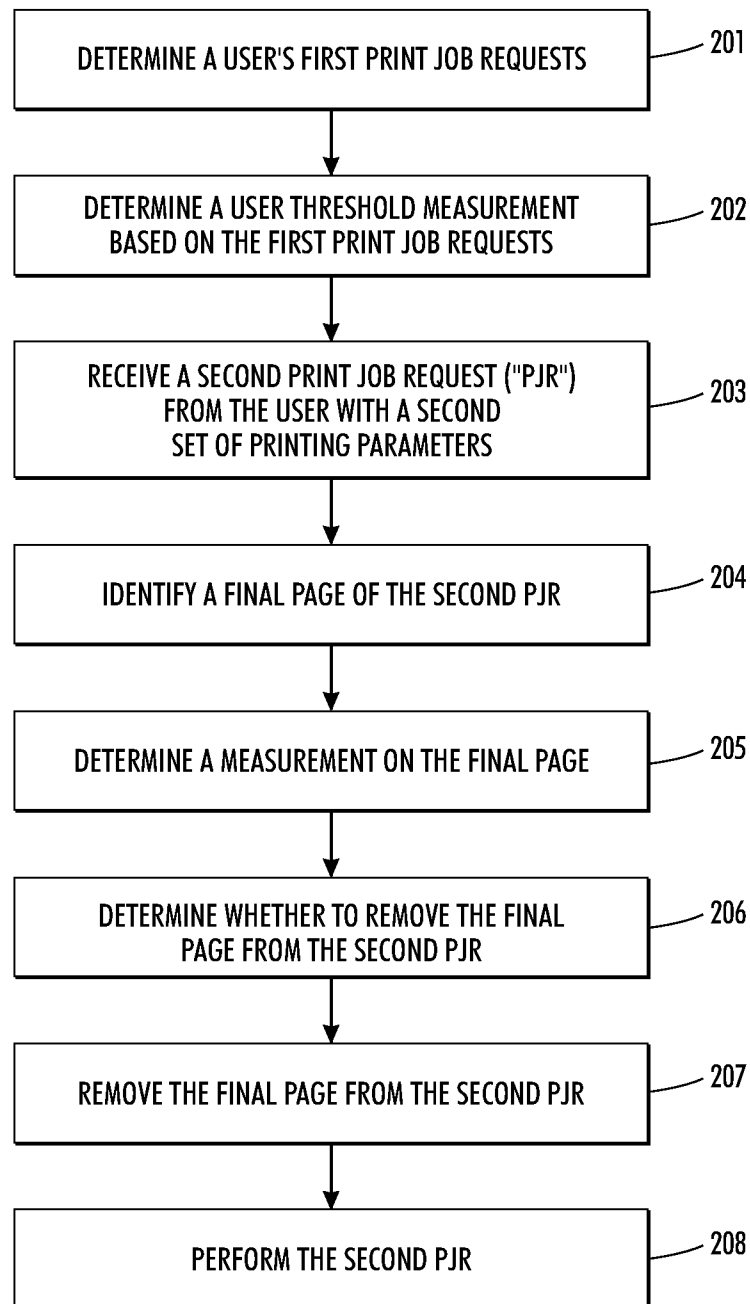 DETERMINE A USER'S FIRST PRINT JOB REQUESTS
201
DETERMINE A USER THRESHOLD MEASUREMENT
BASED ON THE FIRST PRINT JOB REQUESTS
202
RECEIVE A SECOND PRINT JOB REQUEST ("PJR")
FROM THE USER WITH A SECOND
SET OF PRINTING PARAMETERS
203
IDENTIFY A FINAL PAGE OF THE SECOND PJR
204
DETERMINE A MEASUREMENT ON THE FINAL PAGE
205
DETERMINE WHETHER TO REMOVE THE FINAL
PAGE FROM THE SECOND PJR
206
REMOVE THE FINAL PAGE FROM THE SECOND PJR
207
PERFORM THE SECOND PJR
208